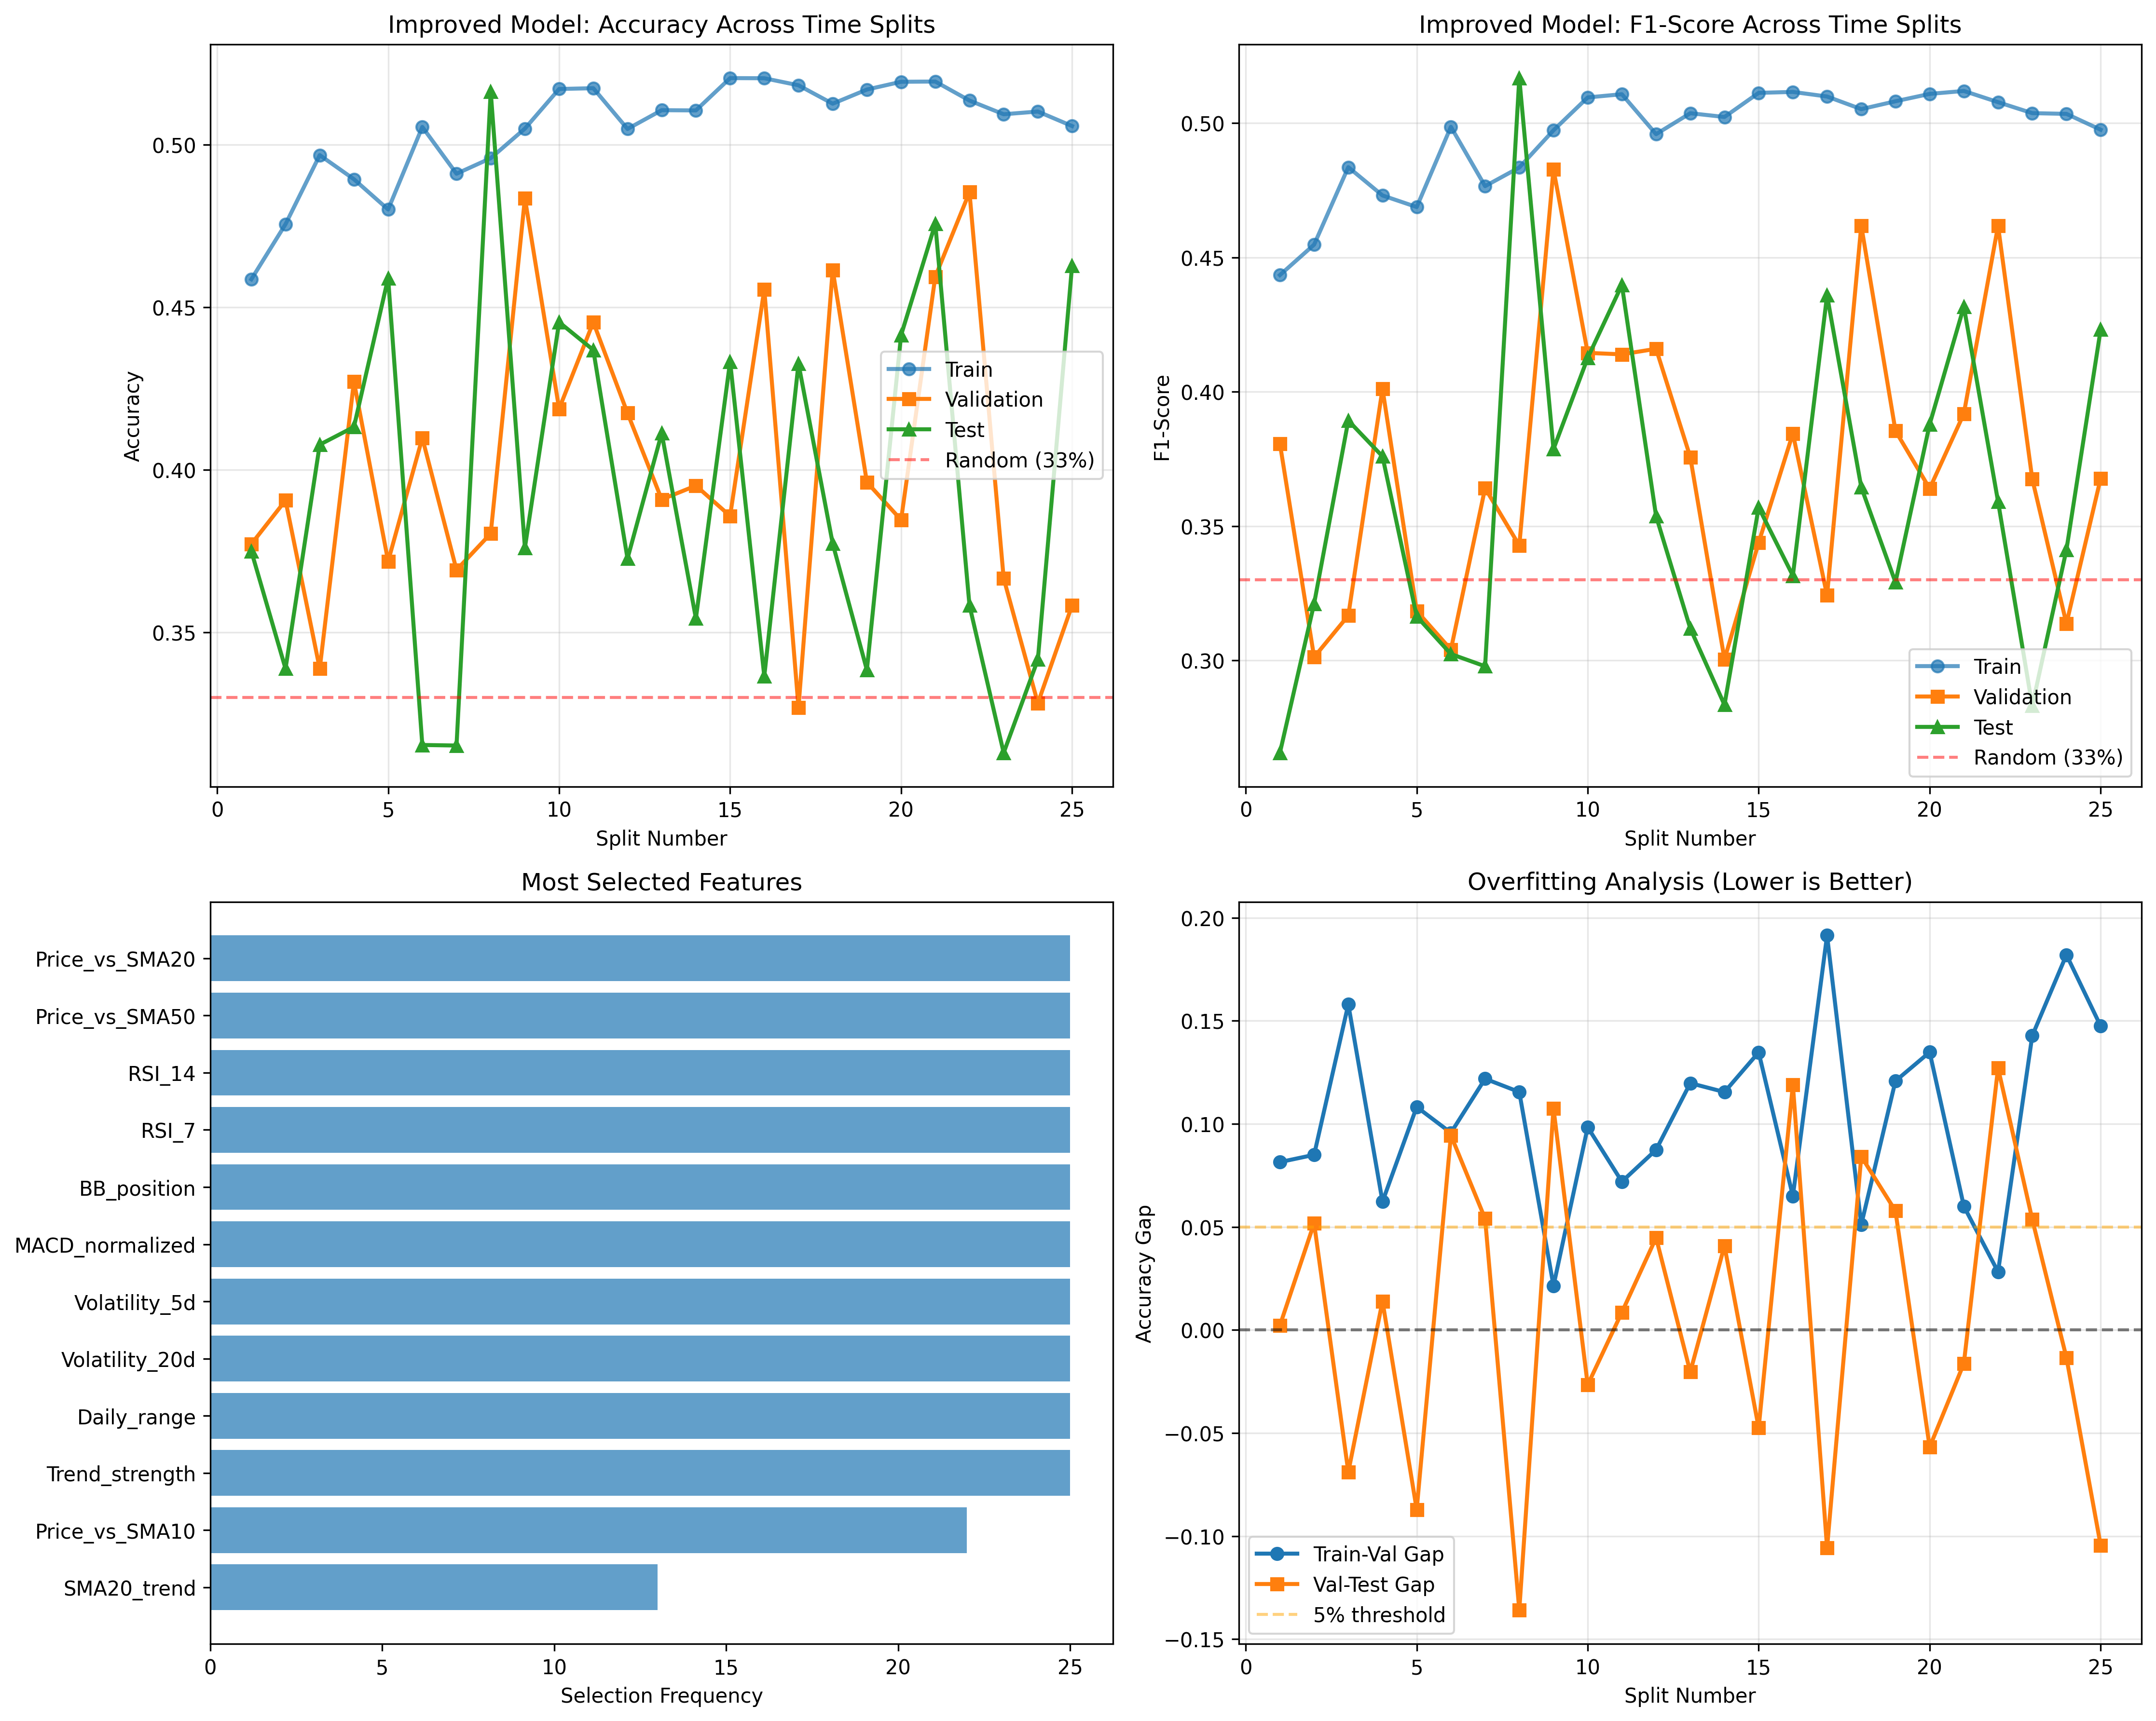 Improved Model: Accuracy Across Time Splits
Accuracy
0.50
0.45
0.40
0.35
Train
Validation
Test
Random (33%)
0 5 10 15 20 25
Split Number
Improved Model: F1-Score Across Time Splits
F1-Score
0.50
0.45
0.40
0.35
0.30
Train
Validation
Test
Random (33%)
0 5 10 15 20 25
Split Number
Most Selected Features
Price_vs_SMA20
Price_vs_SMA50
RSI_14
RSI_7
BB_position
MACD_normalized
Volatility_5d
Volatility_20d
Daily_range
Trend_strength
Price_vs_SMA10
SMA20_trend
0 5 10 15 20 25
Selection Frequency
Overfitting Analysis (Lower is Better)
Accuracy Gap
0.20
0.15
0.10
0.05
0.00
−0.05
−0.10
−0.15
Train-Val Gap
Val-Test Gap
5% threshold
0 5 10 15 20 25
Split Number